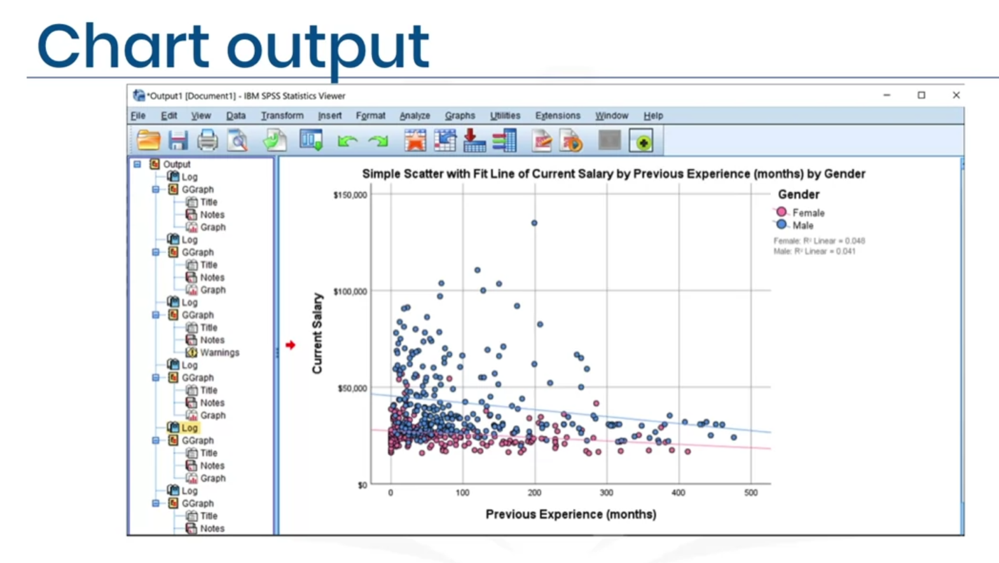 Chart output
*Output1 [Document1] - IBM SPSS Statistics Viewer
File Edit View Data Transform Insert Format Analyze Graphs Utilities Extensions Window Help
Output
Log
GGraph
Title
Notes
Graph
Log
GGraph
Title
Notes
Graph
Log
GGraph
Title
Notes
Warnings
Log
GGraph
Title
Notes
Graph
Log
GGraph
Title
Notes
Graph
Log
GGraph
Title
Notes
Simple Scatter with Fit Line of Current Salary by Previous Experience (months) by Gender
Gender
Female
Male
Female: R² Linear = 0.048
Male: R² Linear = 0.041
Current Salary
$150,000
$100,000
$50,000
$0
0 100 200 300 400 500
Previous Experience (months)